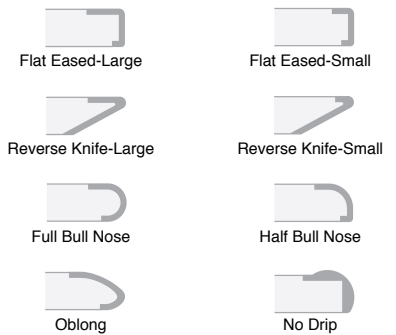 Flat Eased-Large
Flat Eased-Small
Reverse Knife-Large
Reverse Knife-Small
Full Bull Nose
Half Bull Nose
Oblong
No Drip